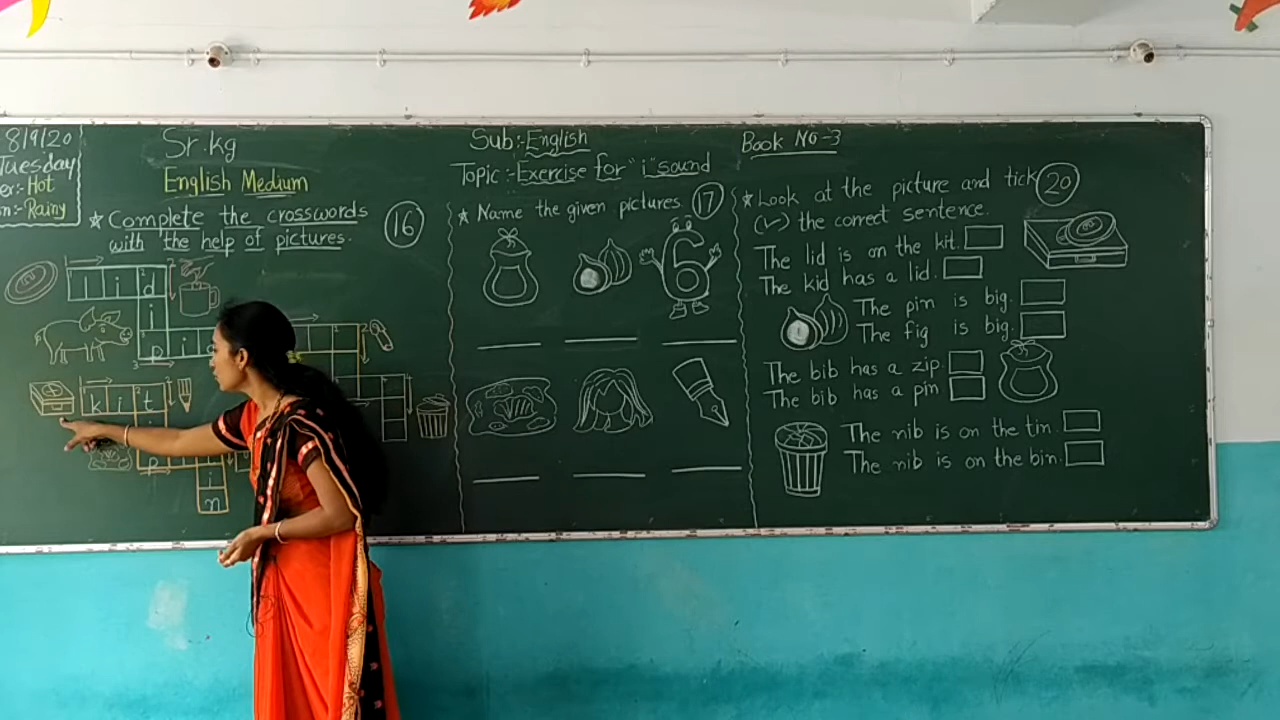 8/9/20
Tuesday
er:- Hot
n:- Rainy
Sr.kg
English Medium
* Complete the crosswords
with the help of pictures.
16
l i d
i
p i
k i t
p
i
n
Sub:- English
Topic:- Exercise for "i" sound
* Name the given pictures.
17
6
Book No-3
* Look at the picture and tick
(✓) the correct sentence.
20
The lid is on the kit.
The kid has a lid.
The pin is big.
The fig is big.
The bib has a zip.
The bib has a pin
The nib is on the tin.
The nib is on the bin.